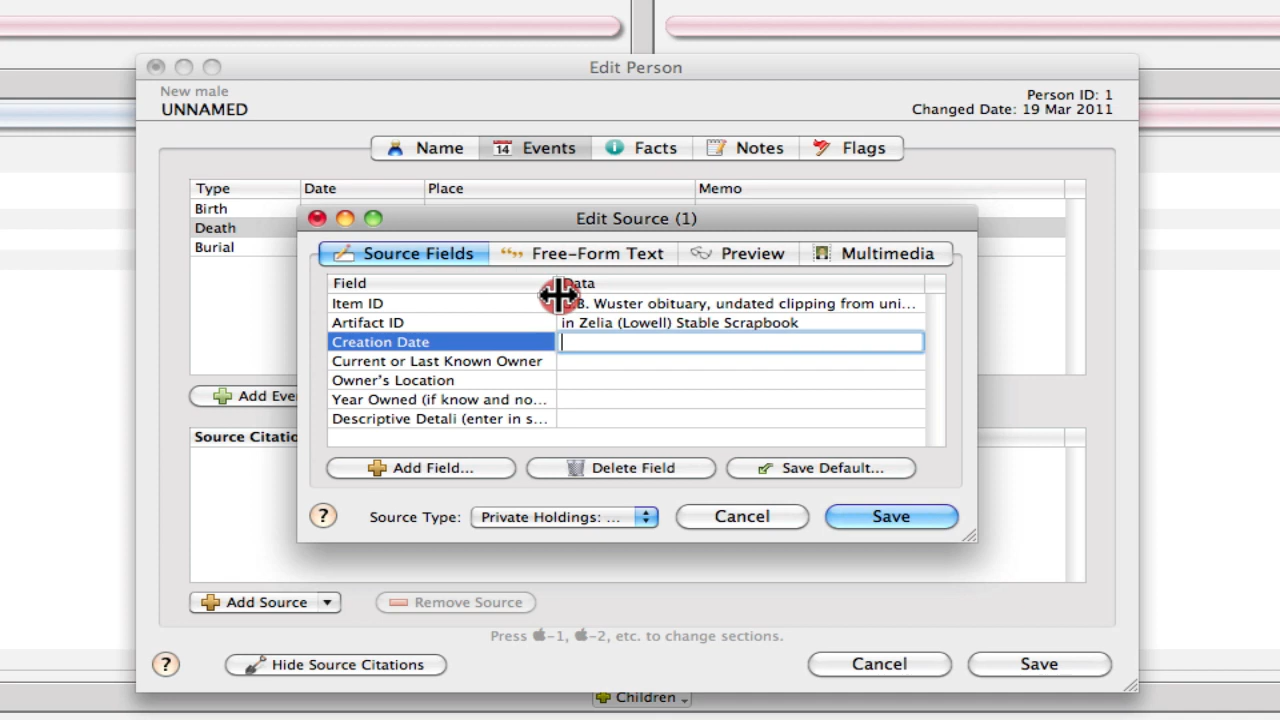 Edit Person
New male
UNNAMED
Person ID: 1
Changed Date: 19 Mar 2011
Name
14 Events
Facts
Notes
Flags
Type Date Place Memo
Birth
Death
Burial
Edit Source (1)
Source Fields
Free-Form Text
Preview
Multimedia
Field
Item ID B. Wuster obituary, undated clipping from uni...
Artifact ID in Zelia (Lowell) Stable Scrapbook
Creation Date
Current or Last Known Owner
Owner's Location
Year Owned (if know and no...
Descriptive Detali (enter in s...
Add Field...
Delete Field
Save Default...
? Source Type: Private Holdings: ... Cancel Save
Add Eve
Source Citatio
Add Source
Remove Source
Press -1, -2, etc. to change sections.
? Hide Source Citations Cancel Save
Children